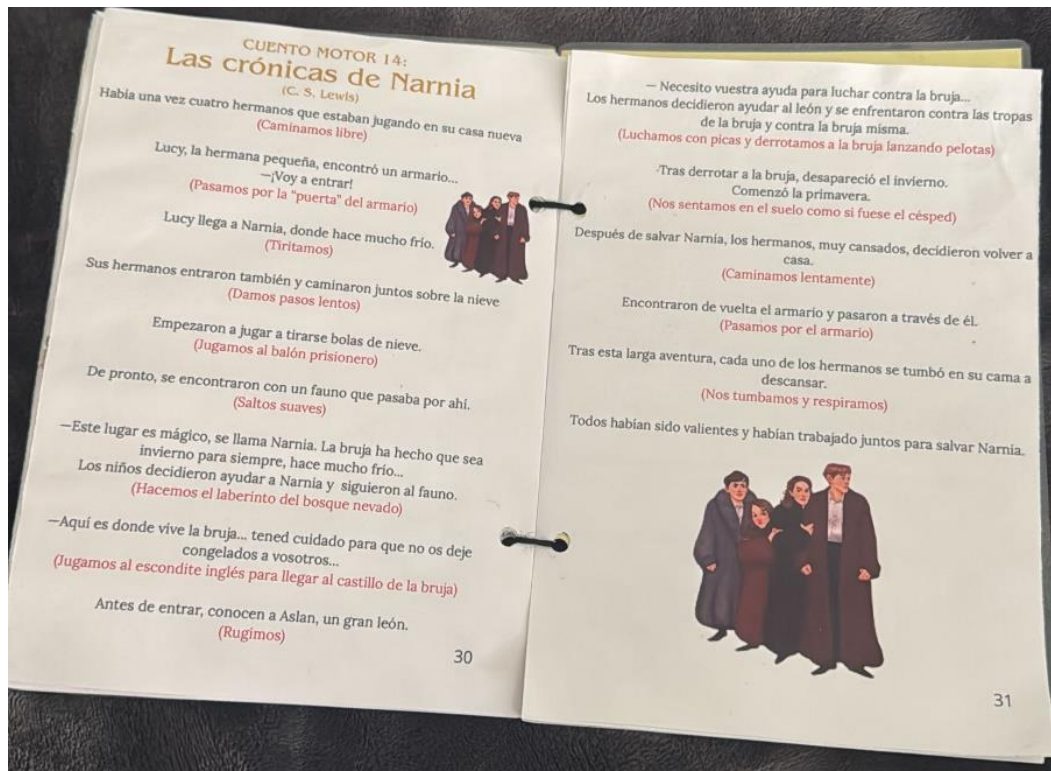 CUENTO MOTOR 14:
Las crónicas de Narnia
(C. S. Lewis)
Había una vez cuatro hermanos que estaban jugando en su casa nueva
(Caminamos libre)
Lucy, la hermana pequeña, encontró un armario...
—¡Voy a entrar!
(Pasamos por la "puerta" del armario)
Lucy llega a Narnia, donde hace mucho frío.
(Tiritamos)
Sus hermanos entraron también y caminaron juntos sobre la nieve
(Damos pasos lentos)
Empezaron a jugar a tirarse bolas de nieve.
(Jugamos al balón prisionero)
De pronto, se encontraron con un fauno que pasaba por ahí.
(Saltos suaves)
—Este lugar es mágico, se llama Narnia. La bruja ha hecho que sea
invierno para siempre, hace mucho frío...
Los niños decidieron ayudar a Narnia y siguieron al fauno.
(Hacemos el laberinto del bosque nevado)
—Aquí es donde vive la bruja... tened cuidado para que no os deje
congelados a vosotros...
(Jugamos al escondite inglés para llegar al castillo de la bruja)
Antes de entrar, conocen a Aslan, un gran león.
(Rugimos)
30
— Necesito vuestra ayuda para luchar contra la bruja...
Los hermanos decidieron ayudar al león y se enfrentaron contra las tropas
de la bruja y contra la bruja misma.
(Luchamos con picas y derrotamos a la bruja lanzando pelotas)
·Tras derrotar a la bruja, desapareció el invierno.
Comenzó la primavera.
(Nos sentamos en el suelo como si fuese el césped)
Después de salvar Narnia, los hermanos, muy cansados, decidieron volver a
casa.
(Caminamos lentamente)
Encontraron de vuelta el armario y pasaron a través de él.
(Pasamos por el armario)
Tras esta larga aventura, cada uno de los hermanos se tumbó en su cama a
descansar.
(Nos tumbamos y respiramos)
Todos habían sido valientes y habían trabajado juntos para salvar Narnia.
31